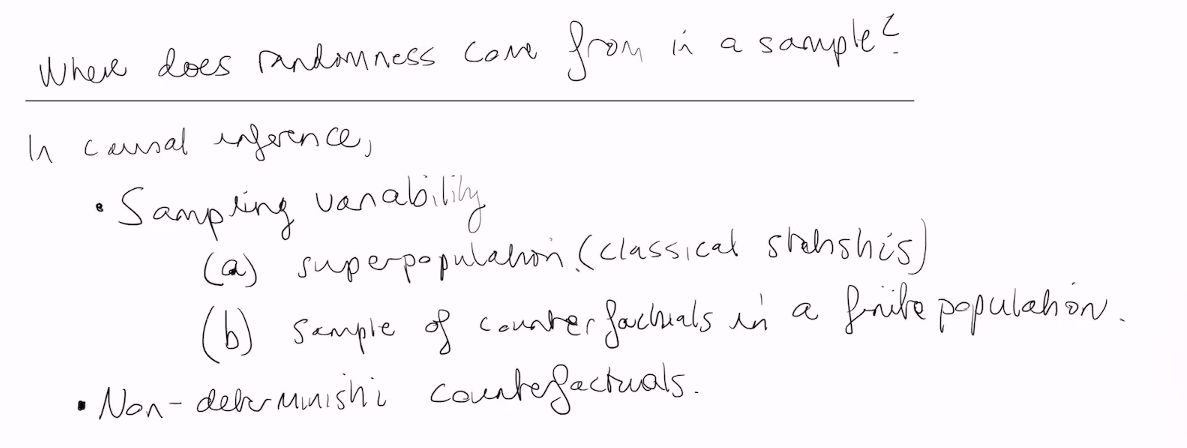 Where does randomness come from in a sample?
In causal inference,
• Sampling variability
(a) superpopulation. (classical statistics)
(b) sample of counterfactuals in a finite population.
• Non-deterministic counterfactuals.